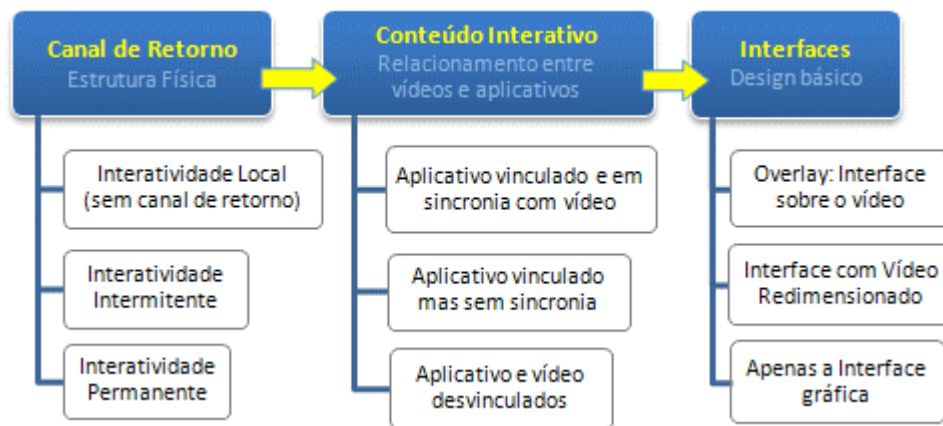 Canal de Retorno
Estrutura Física
Interatividade Local
(sem canal de retorno)
Interatividade
Intermitente
Interatividade
Permanente
Conteúdo Interativo
Relacionamento entre
vídeos e aplicativos
Aplicativo vinculado e em
sincronia com vídeo
Aplicativo vinculado
mas sem sincronia
Aplicativo e vídeo
desvinculados
Interfaces
Design básico
Overlay: Interface
sobre o vídeo
Interface com Vídeo
Redimensionado
Apenas a Interface
gráfica